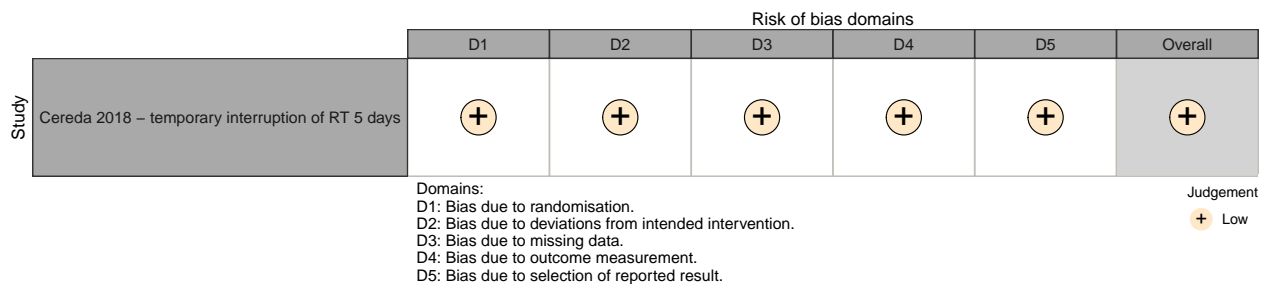 Risk of bias domains
D1 D2 D3 D4 D5 Overall
Study
Cereda 2018 – temporary interruption of RT 5 days + + + + + +
Domains:
D1: Bias due to randomisation.
D2: Bias due to deviations from intended intervention.
D3: Bias due to missing data.
D4: Bias due to outcome measurement.
D5: Bias due to selection of reported result.
Judgement
+ Low